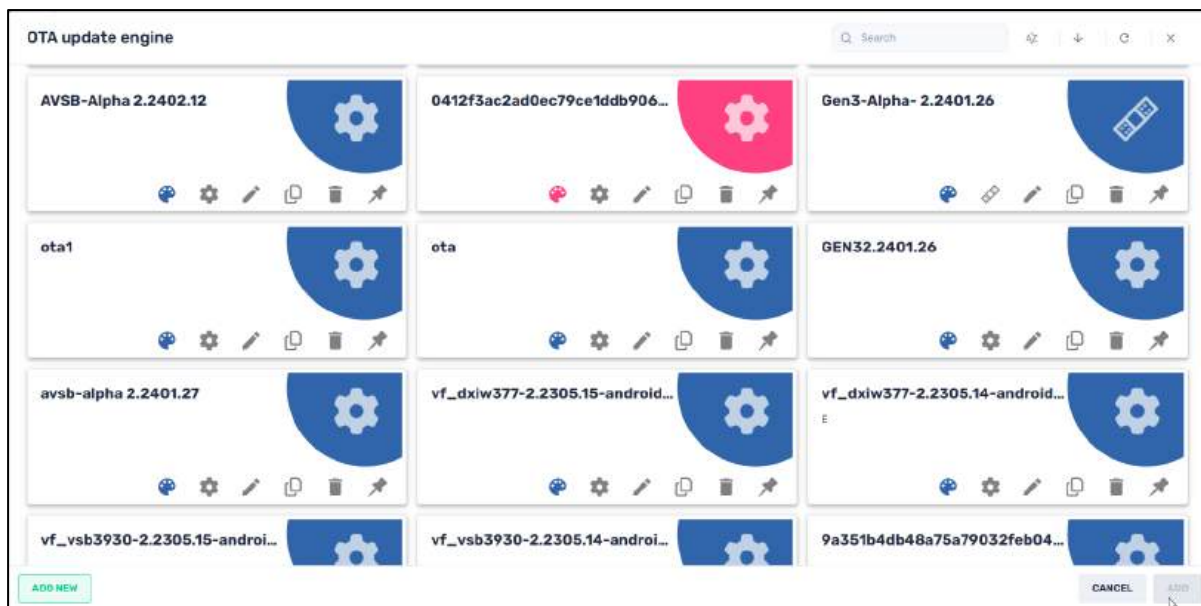 OTA update engine
Search
AVSB-Alpha 2.2402.12
0412f3ac2ad0ec79ce1ddb906...
Gen3-Alpha- 2.2401.26
ota1
ota
GEN32.2401.26
avsb-alpha 2.2401.27
vf_dxiw377-2.2305.15-android...
vf_dxiw377-2.2305.14-android...
E
vf_vsb3930-2.2305.15-androi...
vf_vsb3930-2.2305.14-androi...
9a351b4db48a75a79032feb04...
ADD NEW
CANCEL
ADD